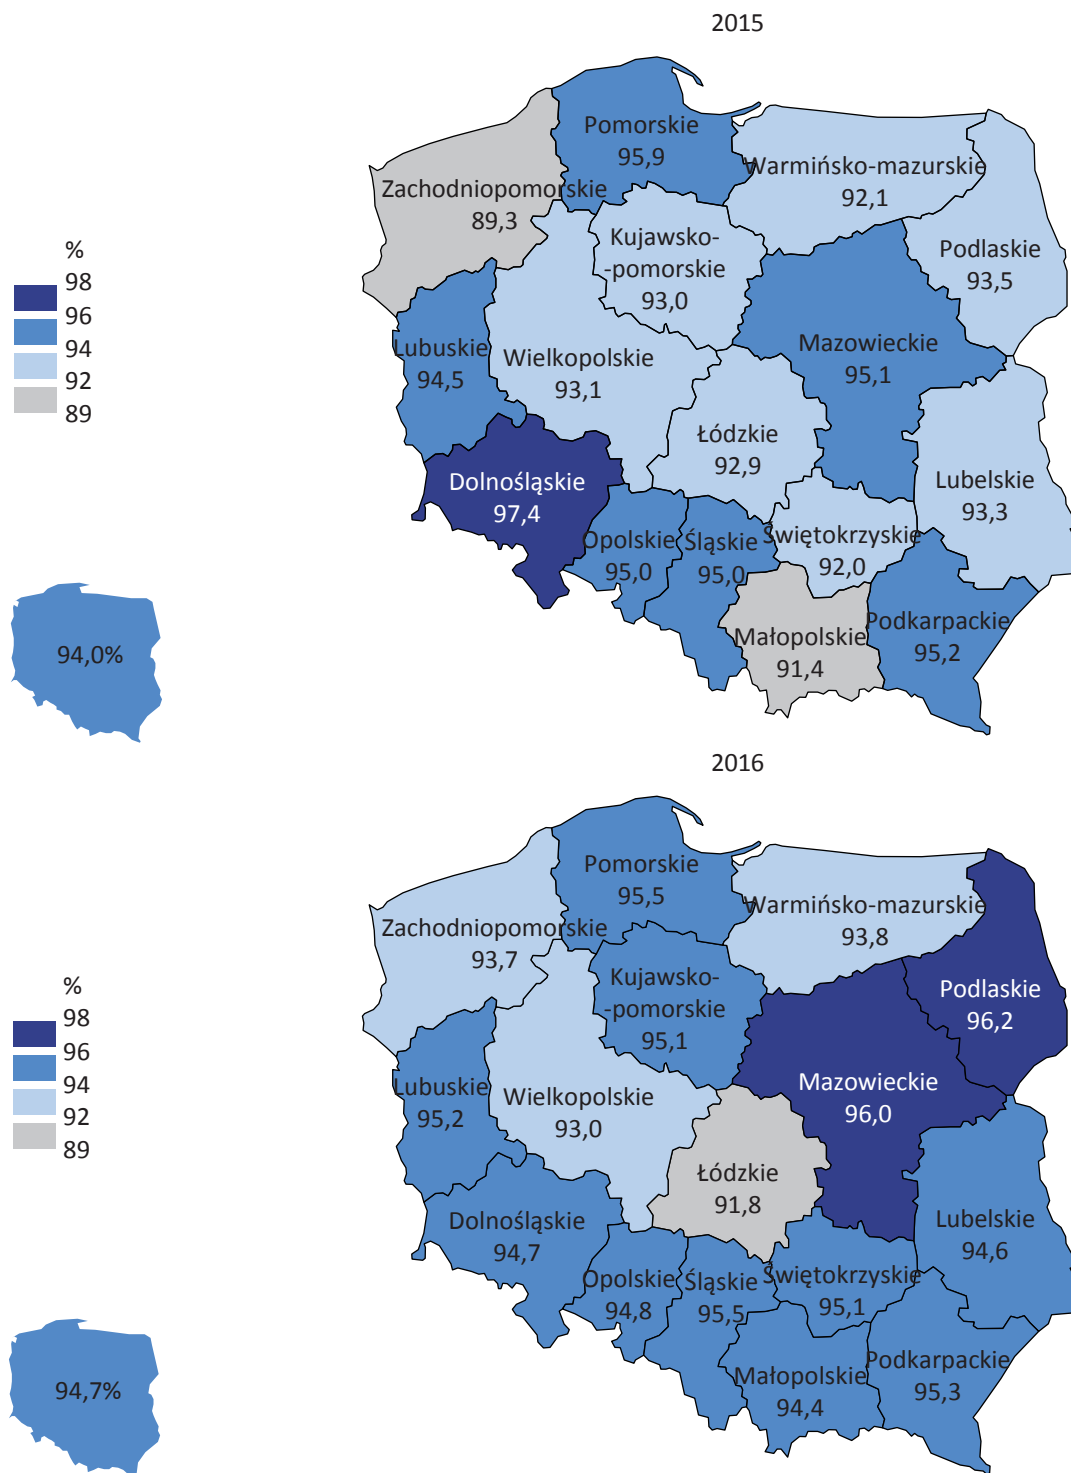 2015
Pomorskie
95,9
Warmińsko-mazurskie
92,1
Zachodniopomorskie
89,3
Kujawsko-
-pomorskie
93,0
Podlaskie
93,5
%
98
96
94
92
89
Lubuskie
94,5
Wielkopolskie
93,1
Mazowieckie
95,1
Łódzkie
92,9
Dolnośląskie
97,4
Lubelskie
93,3
Opolskie
95,0
Śląskie
95,0
Świętokrzyskie
92,0
Małopolskie
91,4
Podkarpackie
95,2
94,0%
2016
Pomorskie
95,5
Warmińsko-mazurskie
93,8
Zachodniopomorskie
93,7
Kujawsko-
-pomorskie
95,1
Podlaskie
96,2
%
98
96
94
92
89
Lubuskie
95,2
Wielkopolskie
93,0
Mazowieckie
96,0
Łódzkie
91,8
Dolnośląskie
94,7
Lubelskie
94,6
Opolskie
94,8
Śląskie
95,5
Świętokrzyskie
95,1
Małopolskie
94,4
Podkarpackie
95,3
94,7%